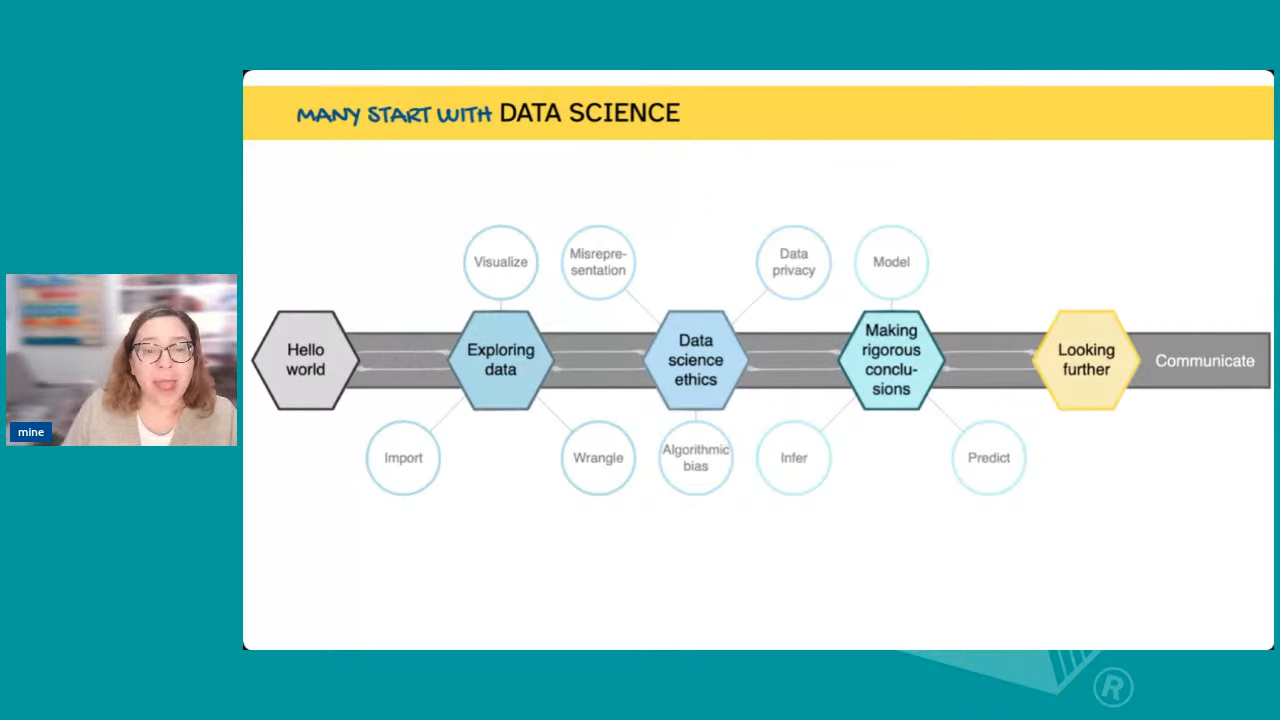 MANY START WITH DATA SCIENCE
Visualize
Misrepre-
sentation
Data
privacy
Model
Hello
world
Exploring
data
Data
science
ethics
Making
rigorous
conclu-
sions
Looking
further
Communicate
Import
Wrangle
Algorithmic
bias
Infer
Predict
mine
®